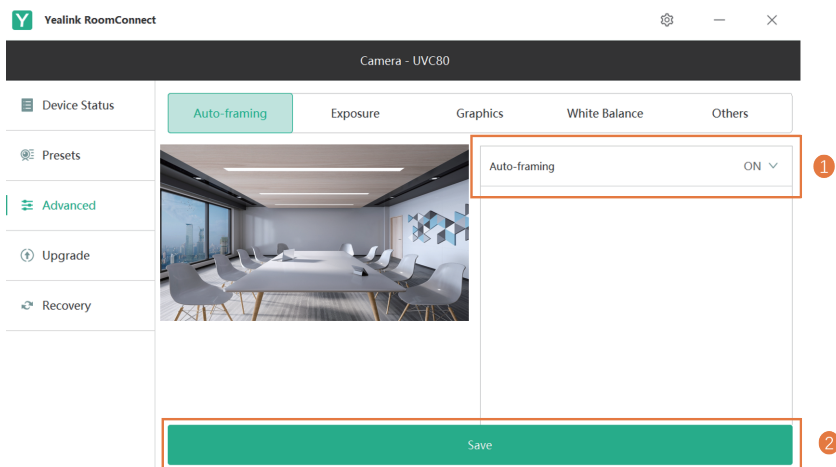 Yealink RoomConnect
Camera - UVC80
Device Status
Presets
Advanced
Upgrade
Recovery
Auto-framing Exposure Graphics White Balance Others
Auto-framing ON
1
Save
2